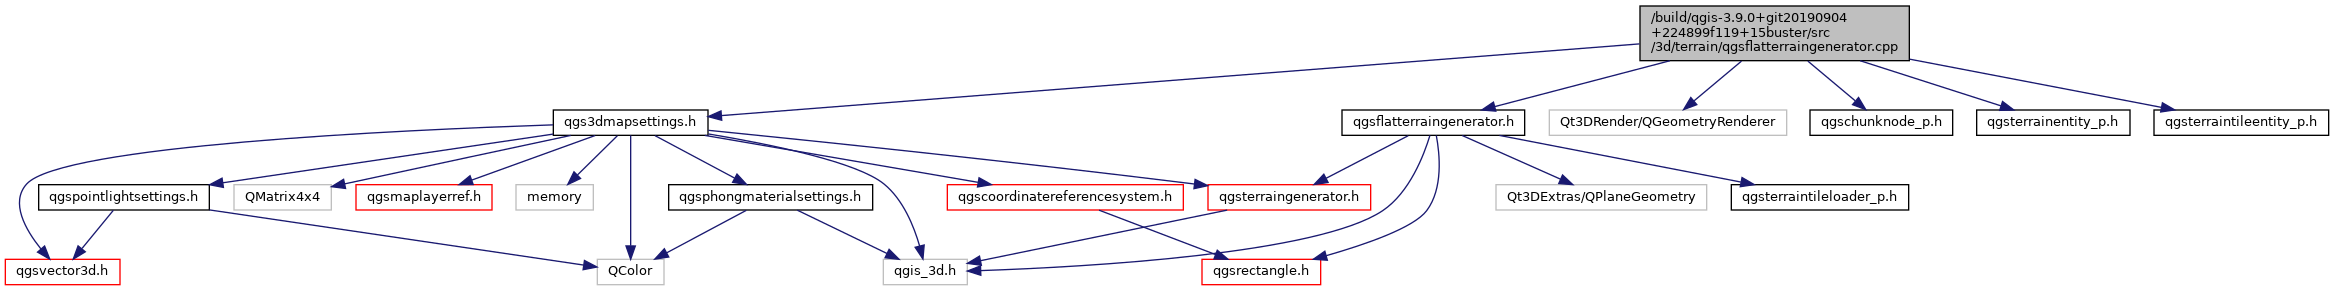 /build/qgis-3.9.0+git20190904
+224899f119+15buster/src
/3d/terrain/qgsflatterraingenerator.cpp
qgs3dmapsettings.h
qgsflatterraingenerator.h
Qt3DRender/QGeometryRenderer
qgschunknode_p.h
qgsterrainentity_p.h
qgsterraintileentity_p.h
qgspointlightsettings.h
QMatrix4x4
qgsmaplayerref.h
memory
qgsphongmaterialsettings.h
qgscoordinatereferencesystem.h
qgsterraingenerator.h
Qt3DExtras/QPlaneGeometry
qgsterraintileloader_p.h
qgsvector3d.h
QColor
qgis_3d.h
qgsrectangle.h